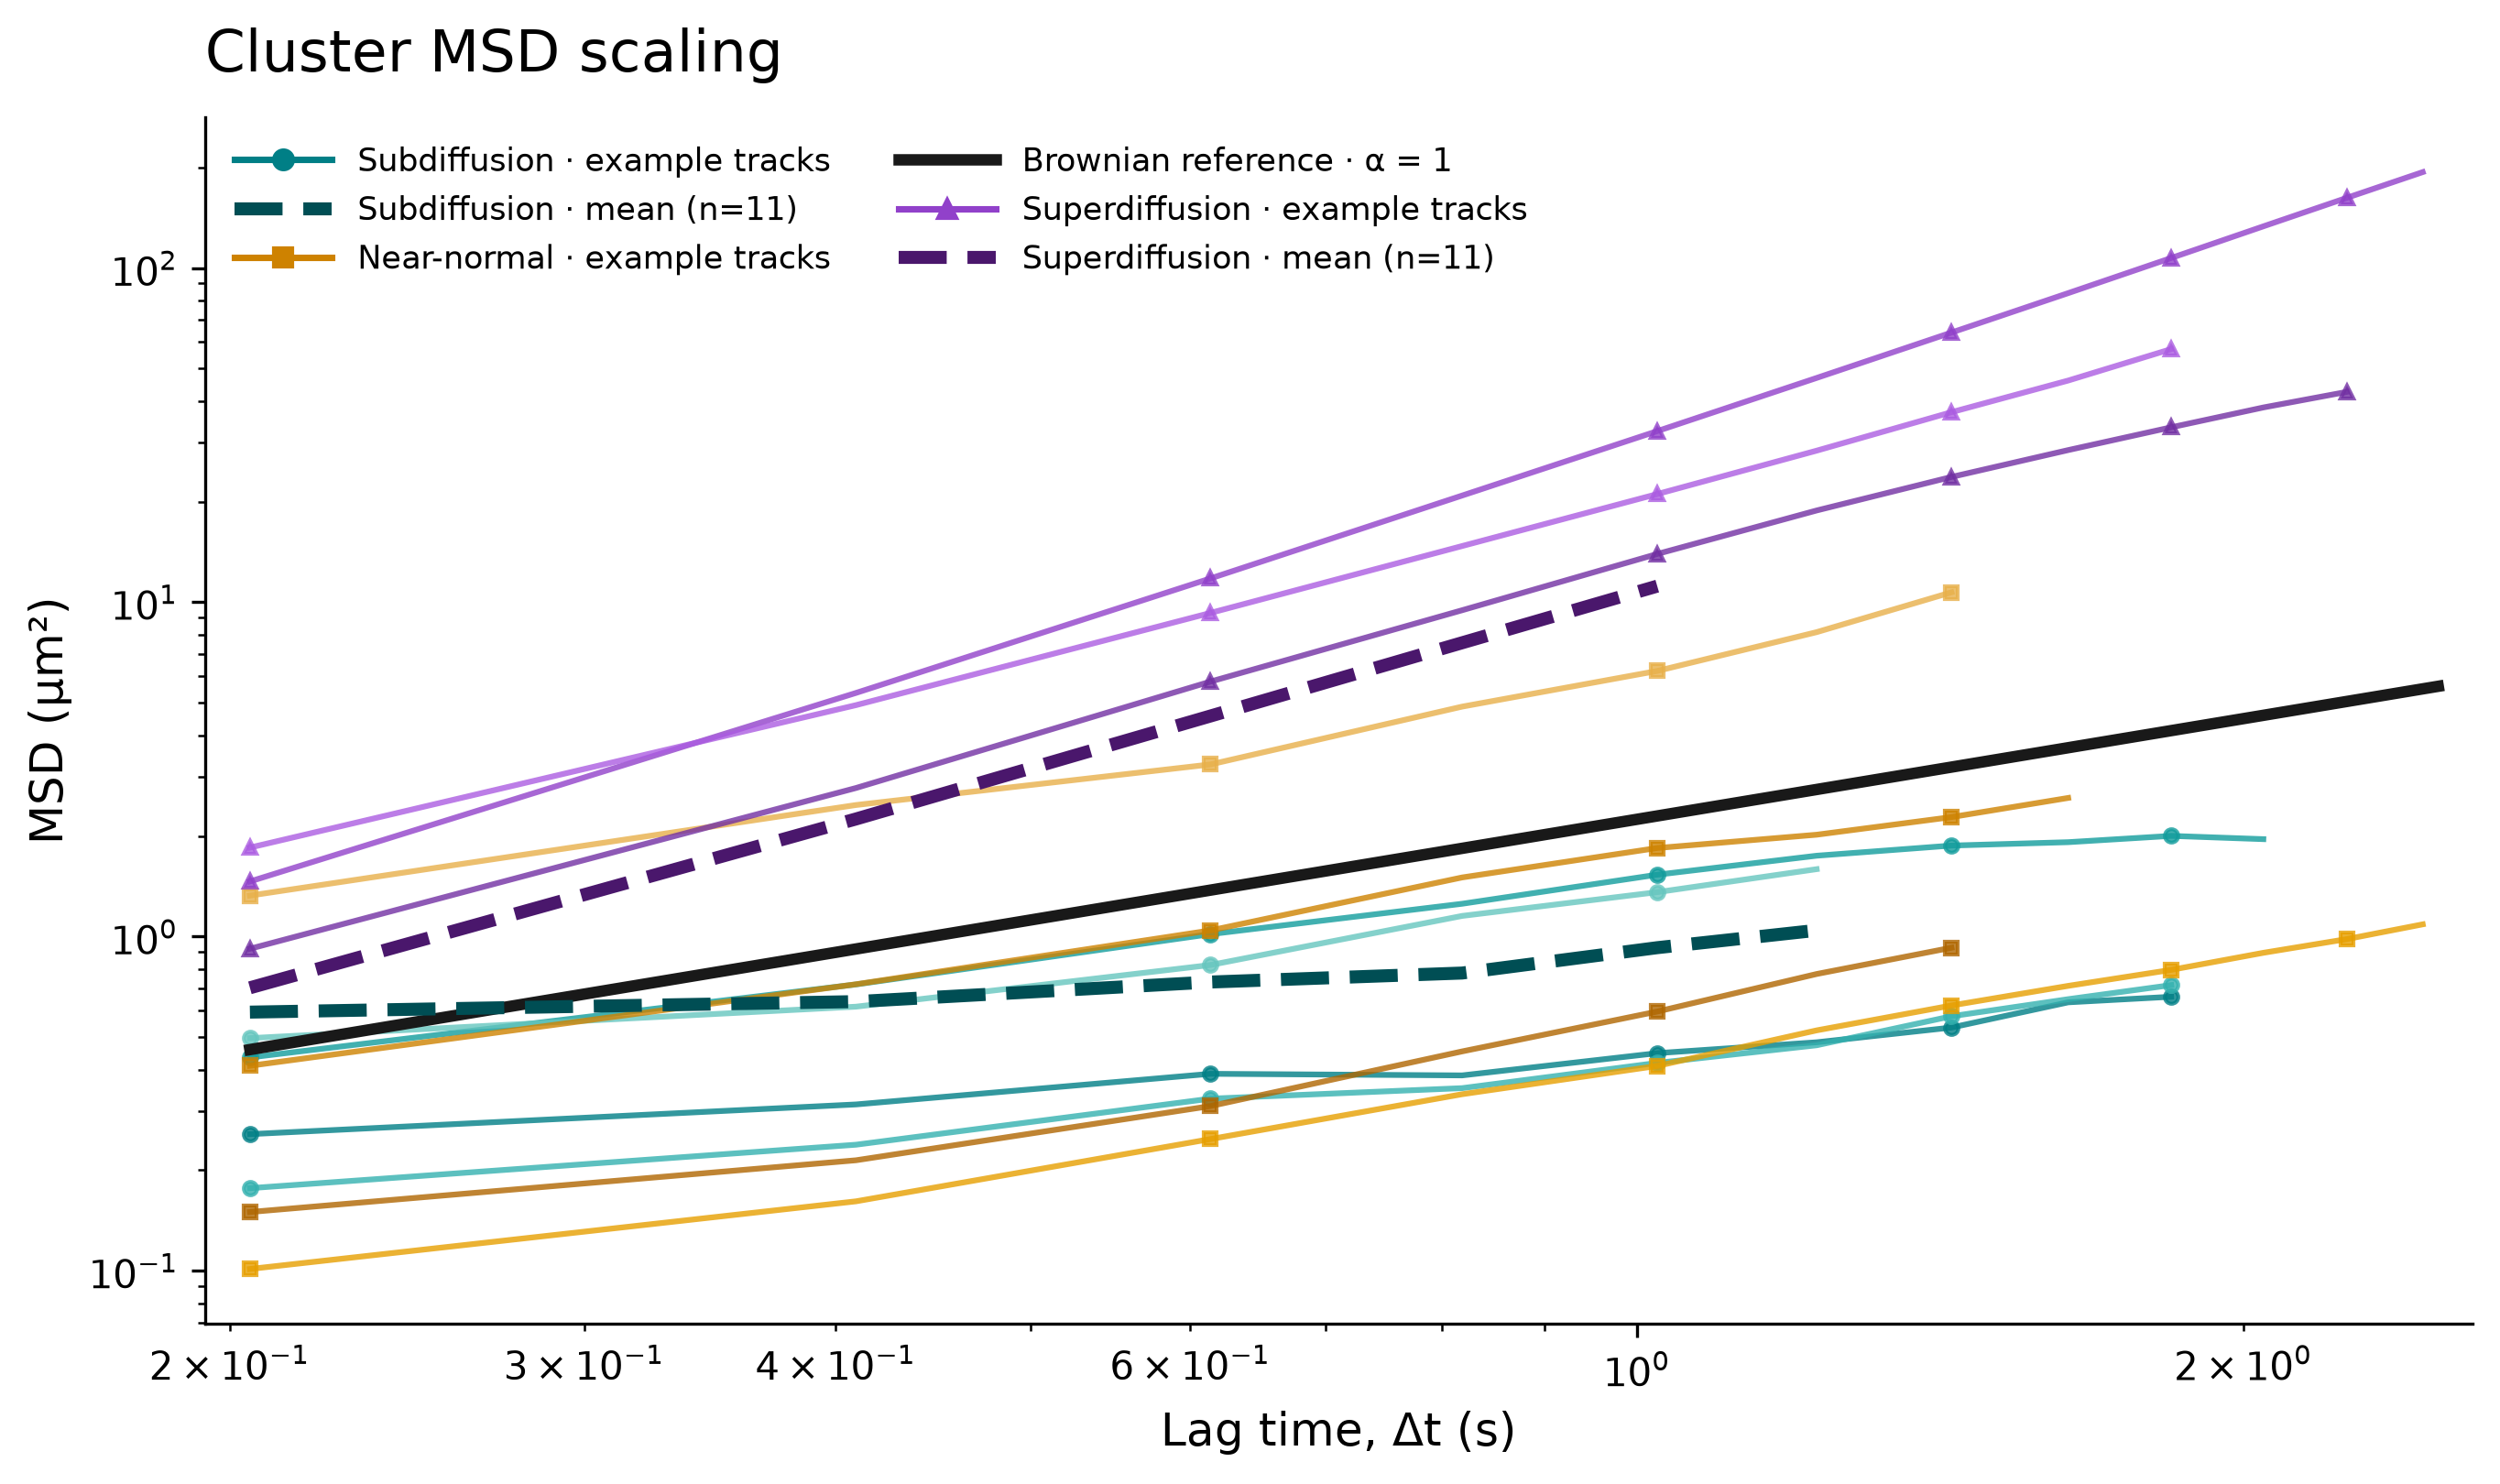 Cluster MSD scaling
Subdiffusion · example tracks
Subdiffusion · mean (n=11)
Near-normal · example tracks
Brownian reference · α = 1
Superdiffusion · example tracks
Superdiffusion · mean (n=11)
MSD (μm²)
10²
10¹
10⁰
10⁻¹
2 × 10⁻¹
3 × 10⁻¹
4 × 10⁻¹
6 × 10⁻¹
10⁰
2 × 10⁰
Lag time, Δt (s)